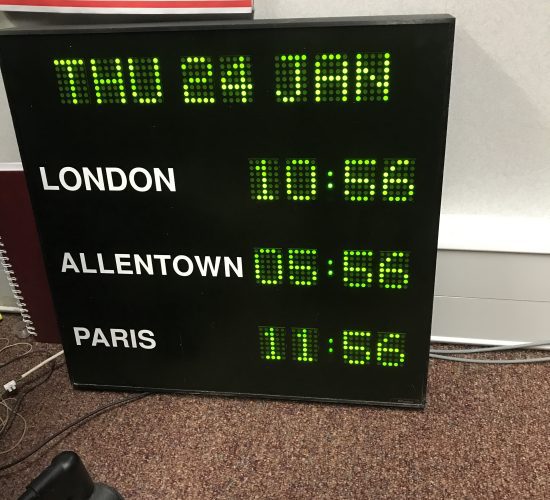 THU 24 JAN
LONDON 10:56
ALLENTOWN 05:56
PARIS 11:56